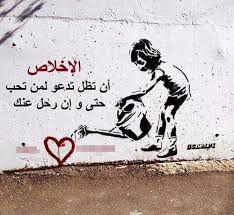 الإخلاص
أن تظل تدعو لمن تحب
حتى و إن رحل عنك